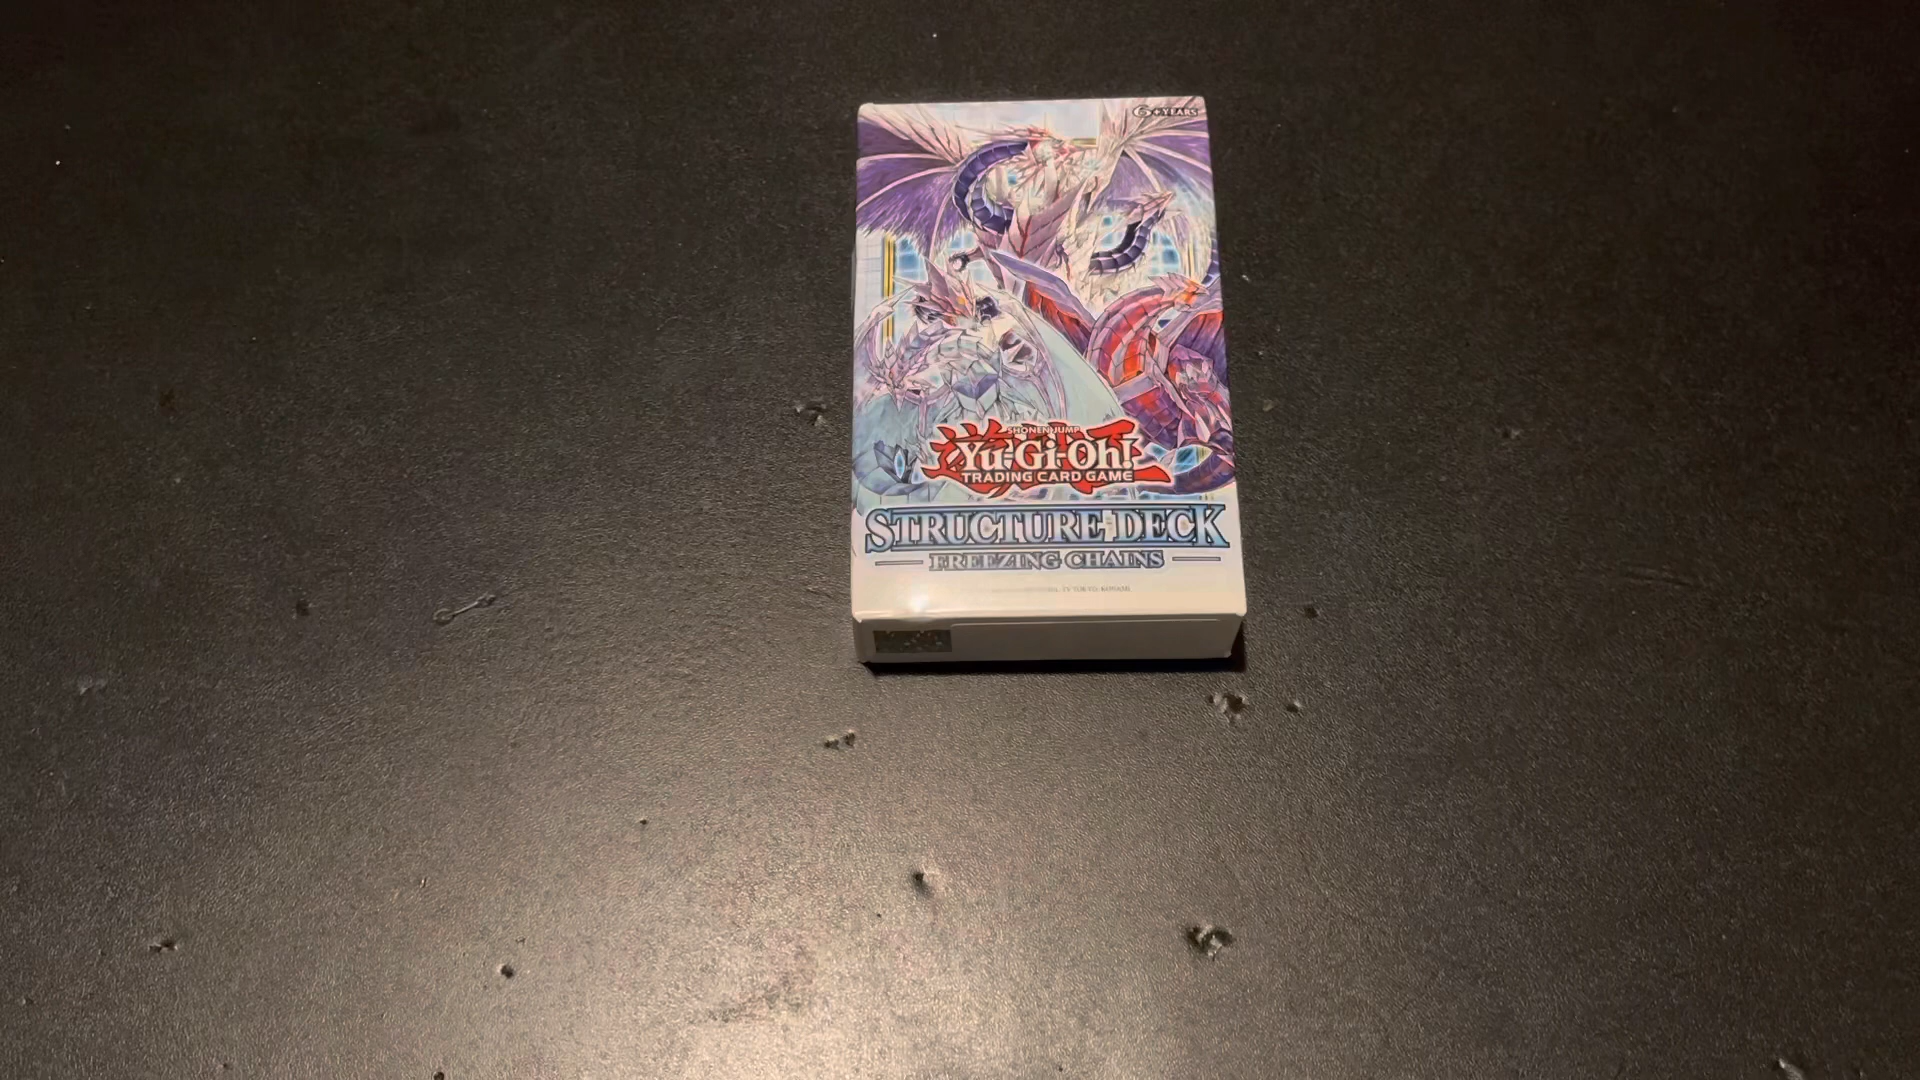 6+ YEARS
SHONEN JUMP
Yu-Gi-Oh!
TRADING CARD GAME
STRUCTURE DECK
FREEZING CHAINS